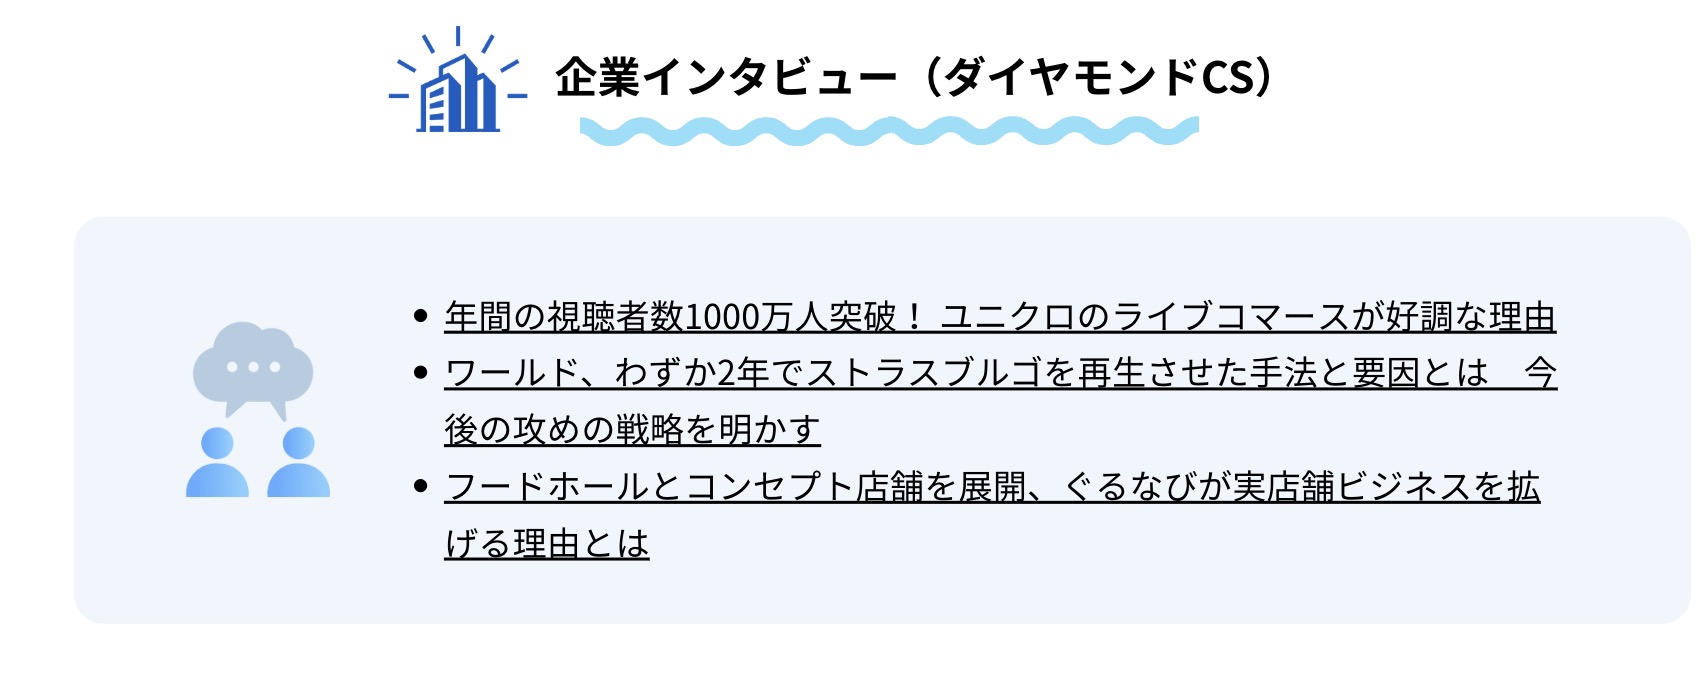 企業インタビュー（ダイヤモンドCS）
年間の視聴者数1000万人突破！ ユニクロのライブコマースが好調な理由
ワールド、わずか2年でストラスブルゴを再生させた手法と要因とは　今
後の攻めの戦略を明かす
フードホールとコンセプト店舗を展開、ぐるなびが実店舗ビジネスを拡
げる理由とは